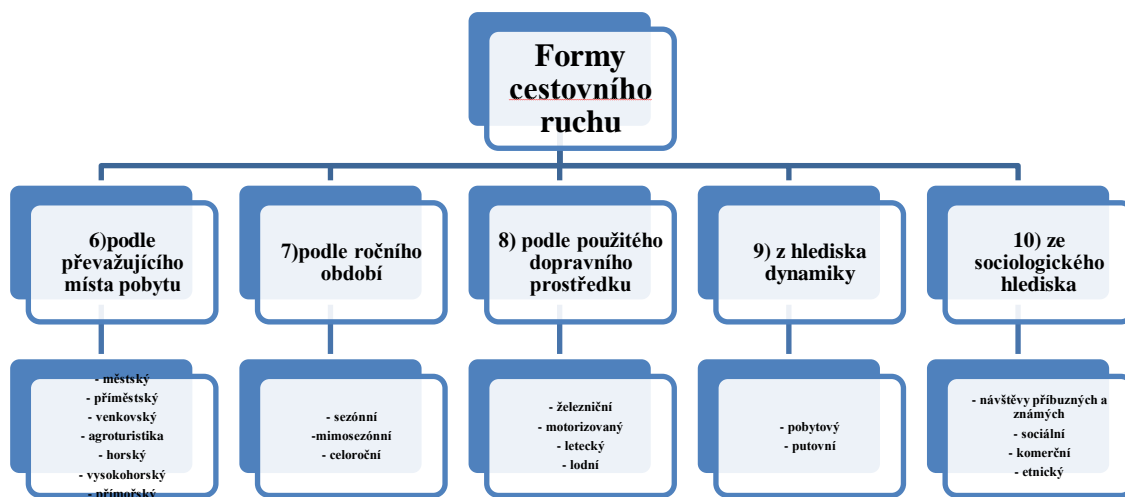 Formy
cestovního
ruchu
6)podle
převažujícího
místa pobytu
7)podle ročního
období
8) podle použitého
dopravního
prostředku
9) z hlediska
dynamiky
10) ze
sociologického
hlediska
- městský
- příměstský
- venkovský
- agroturistika
- horský
- vysokohorský
- přímořský
- sezónní
-mimosezónní
- celoroční
- železniční
- motorizovaný
- letecký
- lodní
- pobytový
- putovní
- návštěvy příbuzných a
známých
- sociální
- komerční
- etnický